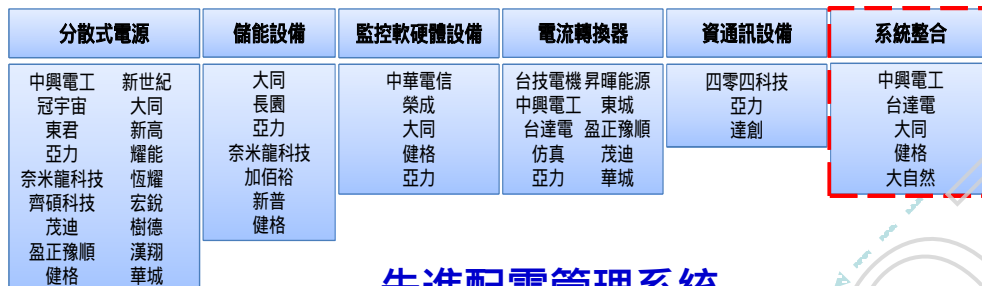 分散式電源
中興電工 新世紀
冠宇宙 大同
東君 新高
亞力 耀能
奈米龍科技 恆耀
齊碩科技 宏銳
茂迪 樹德
盈正豫順 漢翔
健格 華城
儲能設備
大同
長園
亞力
奈米龍科技
加佰裕
新普
健格
監控軟硬體設備
中華電信
榮成
大同
健格
亞力
電流轉換器
台技電機 昇暉能源
中興電工 東城
台達電 盈正豫順
仿真 茂迪
亞力 華城
資通訊設備
四零四科技
亞力
達創
系統整合
中興電工
台達電
大同
健格
大自然
先進配電管理系統